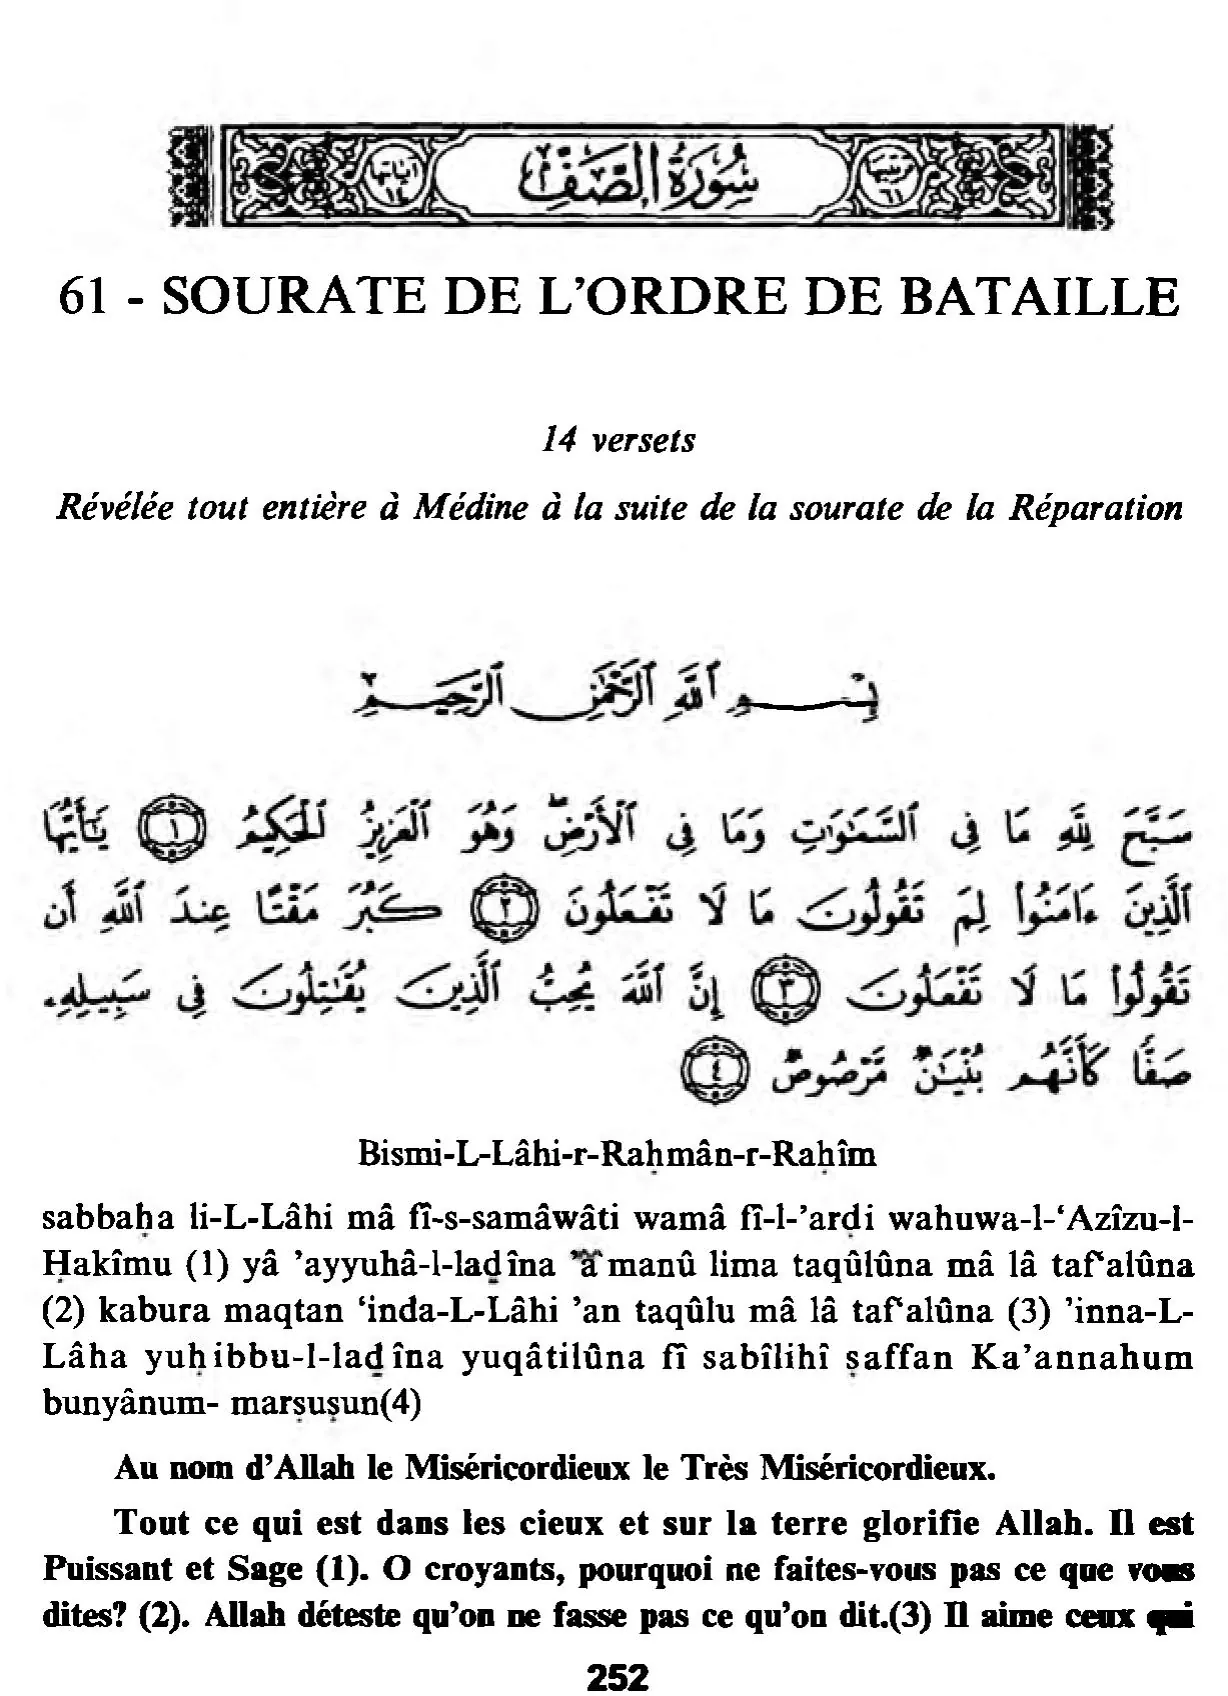 ترتيبها ٦١ سُورَةُ الصَّفِّ آياتها ١٤
61 - SOURATE DE L’ORDRE DE BATAILLE
14 versets
Révélée tout entière à Médine à la suite de la sourate de la Réparation
بِسْمِ ٱللَّهِ ٱلرَّحْمَٰنِ ٱلرَّحِيمِ
سَبَّحَ لِلَّهِ مَا فِى ٱلسَّمَٰوَٰتِ وَمَا فِى ٱلْأَرْضِ وَهُوَ ٱلْعَزِيزُ ٱلْحَكِيمُ ١ يَٰٓأَيُّهَا
ٱلَّذِينَ ءَامَنُوا۟ لِمَ تَقُولُونَ مَا لَا تَفْعَلُونَ ٢ كَبُرَ مَقْتًا عِندَ ٱللَّهِ أَن
تَقُولُوا۟ مَا لَا تَفْعَلُونَ ٣ إِنَّ ٱللَّهَ يُحِبُّ ٱلَّذِينَ يُقَٰتِلُونَ فِى سَبِيلِهِۦ
صَفًّا كَأَنَّهُم بُنْيَٰنٌ مَّرْصُوصٌ ٤
Bismi-L-Lâhi-r-Raḥmân-r-Raḥîm
sabbaḥa li-L-Lâhi mâ fî-s-samâwâti wamâ fî-l-’arḍi wahuwa-l-‘Azîzu-l-
Ḥakîmu (1) yâ ’ayyuhâ-l-laḏîna ’âmanû lima taqûlûna mâ lâ taf‘alûna
(2) kabura maqtan ‘inda-L-Lâhi ’an taqûlu mâ lâ taf‘alûna (3) ’inna-L-
Lâha yuḥibbu-l-laḏîna yuqâtilûna fî sabîlihî ṣaffan Ka’annahum
bunyânum- marṣuṣun(4)
Au nom d’Allah le Miséricordieux le Très Miséricordieux.
Tout ce qui est dans les cieux et sur la terre glorifie Allah. Il est
Puissant et Sage (1). O croyants, pourquoi ne faites-vous pas ce que vous
dites? (2). Allah déteste qu’on ne fasse pas ce qu’on dit.(3) Il aime ceux qui
252